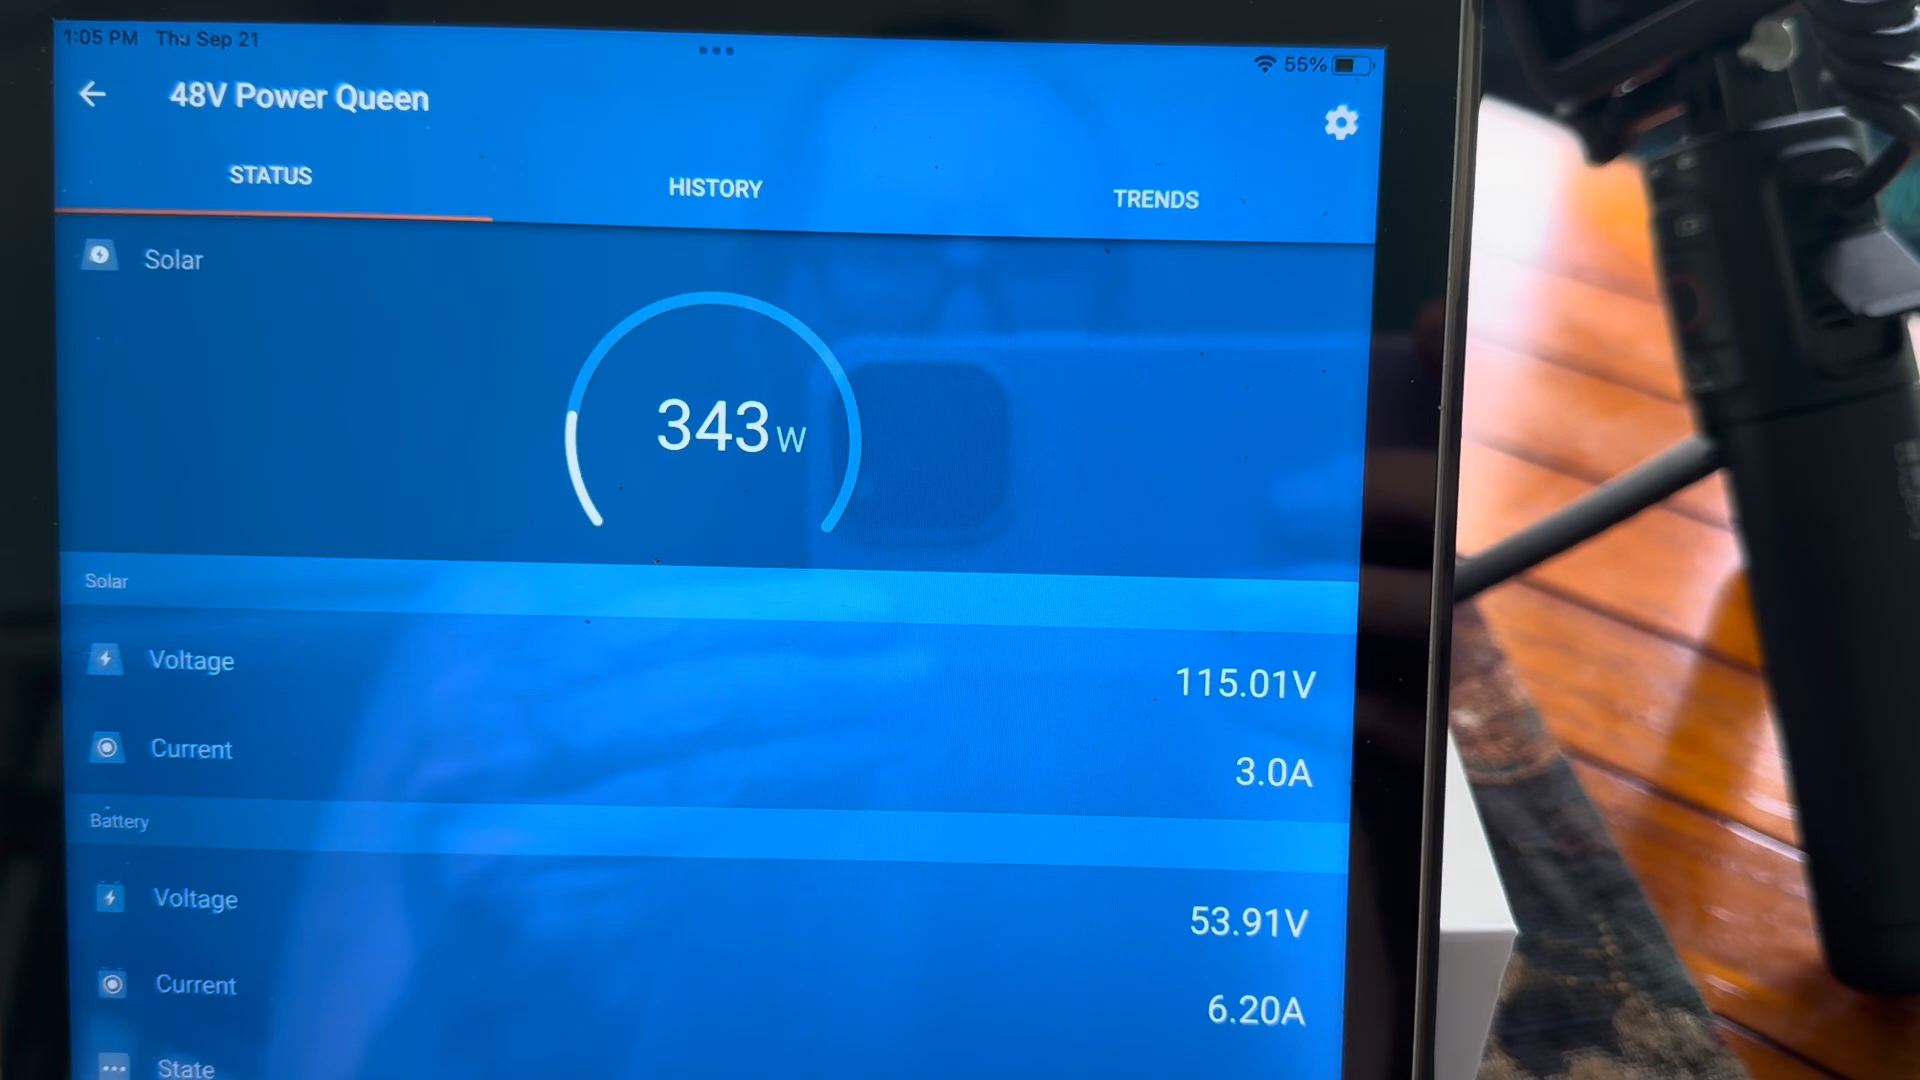 1:05 PM Thu Sep 21
55%
48V Power Queen
STATUS
HISTORY
TRENDS
Solar
343W
Solar
Voltage
115.01V
Current
3.0A
Battery
Voltage
53.91V
Current
6.20A
State